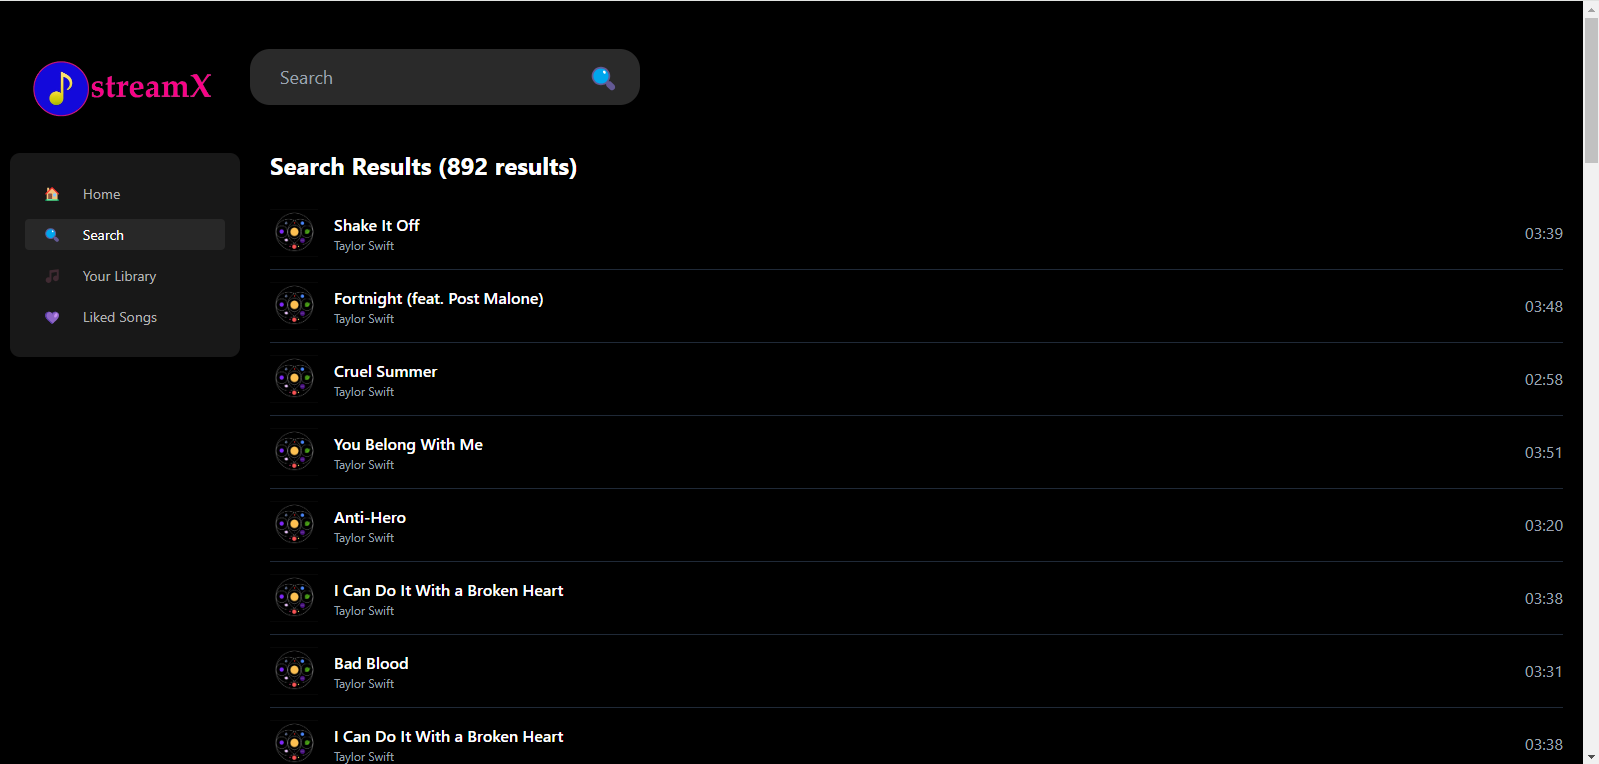 streamX
Search
Home
Search
Your Library
Liked Songs
Search Results (892 results)
Shake It Off
Taylor Swift
03:39
Fortnight (feat. Post Malone)
Taylor Swift
03:48
Cruel Summer
Taylor Swift
02:58
You Belong With Me
Taylor Swift
03:51
Anti-Hero
Taylor Swift
03:20
I Can Do It With a Broken Heart
Taylor Swift
03:38
Bad Blood
Taylor Swift
03:31
I Can Do It With a Broken Heart
Taylor Swift
03:38